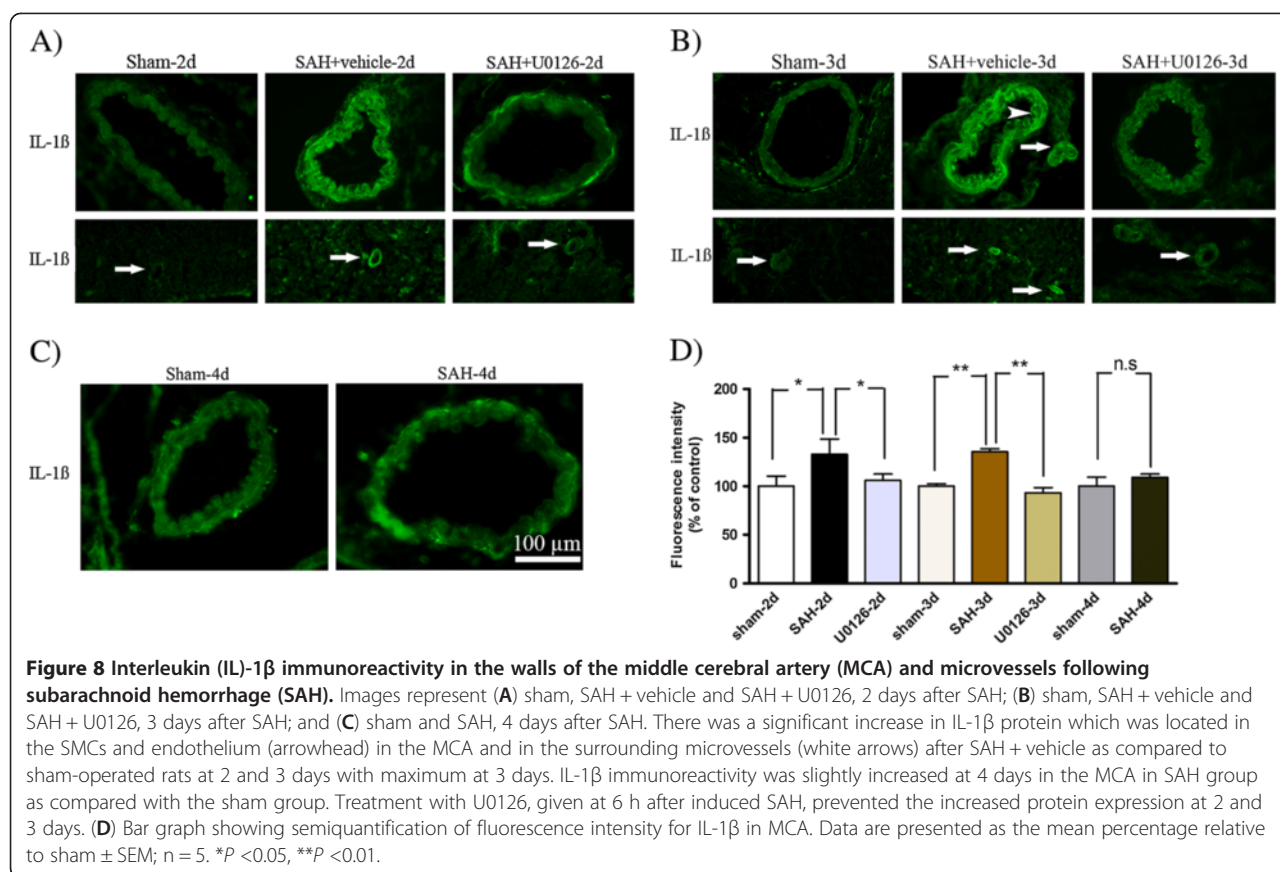 A)
Sham-2d SAH+vehicle-2d SAH+U0126-2d
IL-1ß
IL-1ß
B)
Sham-3d SAH+vehicle-3d SAH+U0126-3d
IL-1ß
IL-1ß
C)
Sham-4d SAH-4d
IL-1ß
100 µm
D)
Fluorescence intensity
(% of control)
200
150
100
50
0
* * ** ** n.s
sham-2d SAH-2d U0126-2d sham-3d SAH-3d U0126-3d sham-4d SAH-4d
Figure 8 Interleukin (IL)-1β immunoreactivity in the walls of the middle cerebral artery (MCA) and microvessels following
subarachnoid hemorrhage (SAH). Images represent (A) sham, SAH + vehicle and SAH + U0126, 2 days after SAH; (B) sham, SAH + vehicle and
SAH + U0126, 3 days after SAH; and (C) sham and SAH, 4 days after SAH. There was a significant increase in IL-1β protein which was located in
the SMCs and endothelium (arrowhead) in the MCA and in the surrounding microvessels (white arrows) after SAH + vehicle as compared to
sham-operated rats at 2 and 3 days with maximum at 3 days. IL-1β immunoreactivity was slightly increased at 4 days in the MCA in SAH group
as compared with the sham group. Treatment with U0126, given at 6 h after induced SAH, prevented the increased protein expression at 2 and
3 days. (D) Bar graph showing semiquantification of fluorescence intensity for IL-1β in MCA. Data are presented as the mean percentage relative
to sham ± SEM; n = 5. *P <0.05, **P <0.01.